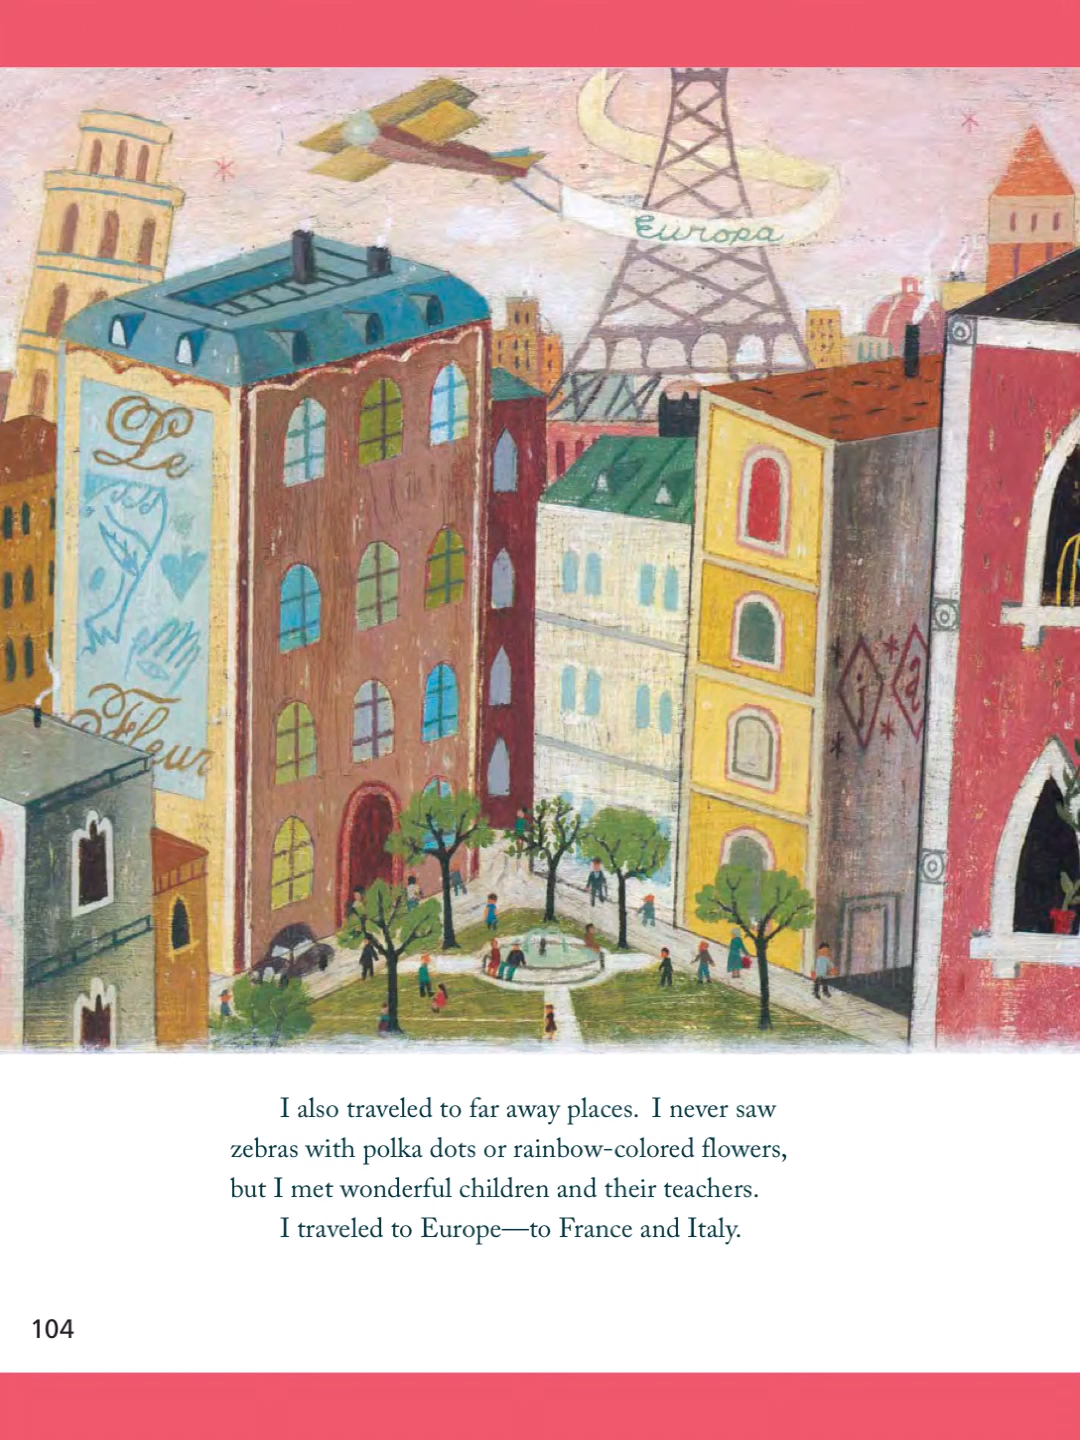 Europa
Le
Fleur
j a
I also traveled to far away places. I never saw
zebras with polka dots or rainbow-colored flowers,
but I met wonderful children and their teachers.
I traveled to Europe—to France and Italy.
104